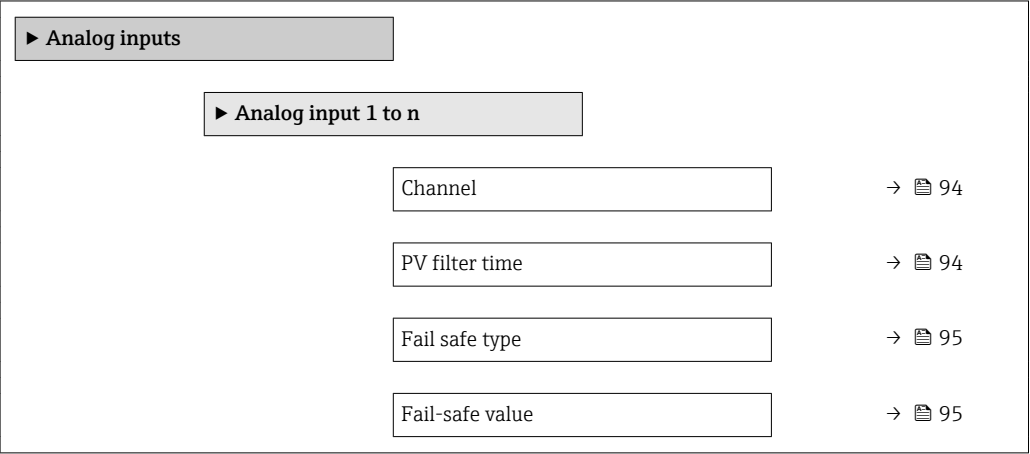 ▶ Analog inputs
▶ Analog input 1 to n
Channel → 94
PV filter time → 94
Fail safe type → 95
Fail-safe value → 95